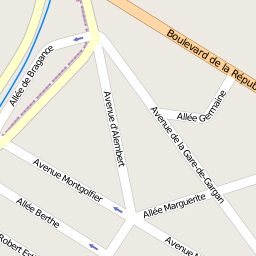 Boulevard de la Répu
Allée de Bragance
Allée Germaine
Avenue d'Alembert
Avenue de la Gare-de-Gargan
Avenue Montgolfier
Allée Marguerite
Allée Berthe
Robert Est
Avenue